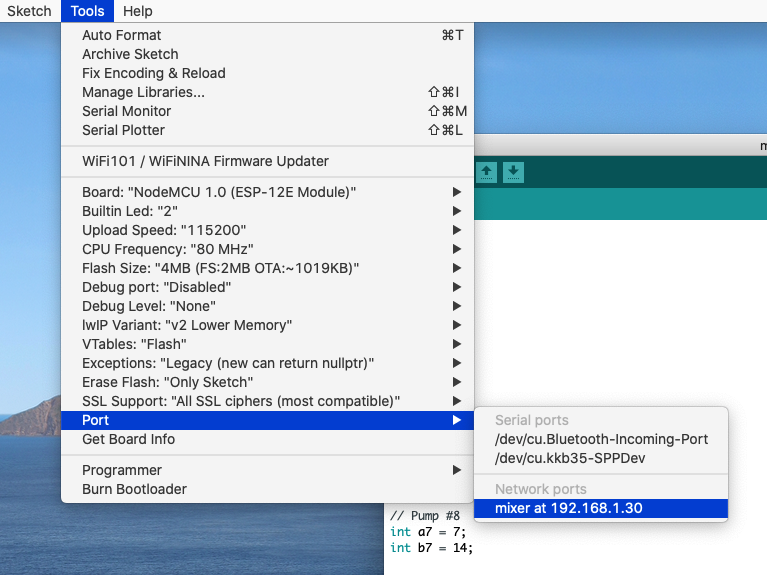 Sketch Tools Help
Auto Format ⌘T
Archive Sketch
Fix Encoding & Reload
Manage Libraries... ⇧⌘I
Serial Monitor ⇧⌘M
Serial Plotter ⇧⌘L
WiFi101 / WiFiNINA Firmware Updater
Board: "NodeMCU 1.0 (ESP-12E Module)"
Builtin Led: "2"
Upload Speed: "115200"
CPU Frequency: "80 MHz"
Flash Size: "4MB (FS:2MB OTA:~1019KB)"
Debug port: "Disabled"
Debug Level: "None"
lwIP Variant: "v2 Lower Memory"
VTables: "Flash"
Exceptions: "Legacy (new can return nullptr)"
Erase Flash: "Only Sketch"
SSL Support: "All SSL ciphers (most compatible)"
Port
Get Board Info
Programmer
Burn Bootloader
Serial ports
/dev/cu.Bluetooth-Incoming-Port
/dev/cu.kkb35-SPPDev
Network ports
mixer at 192.168.1.30
// Pump #8
int a7 = 7;
int b7 = 14;